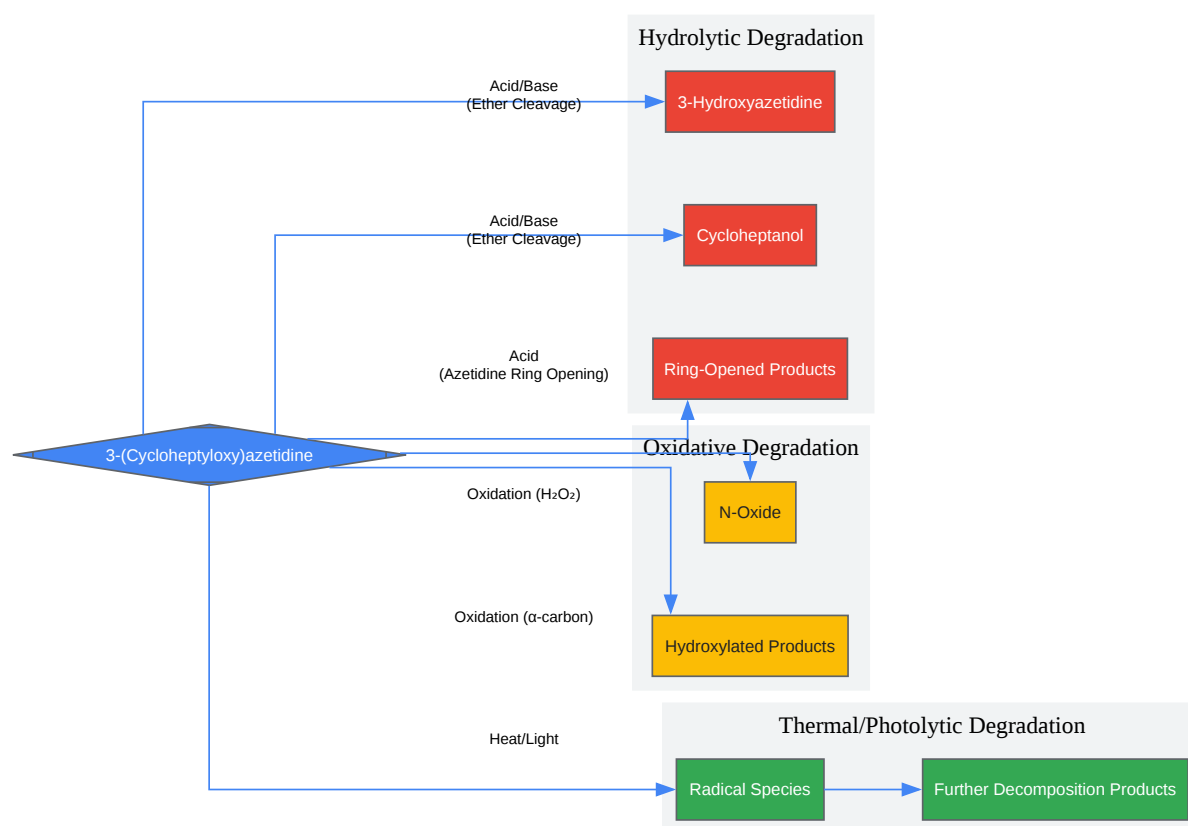 Hydrolytic Degradation
Acid/Base
(Ether Cleavage)
3-Hydroxyazetidine
Acid/Base
(Ether Cleavage)
Cycloheptanol
Acid
(Azetidine Ring Opening)
Ring-Opened Products
3-(Cycloheptyloxy)azetidine
Oxidative Degradation
Oxidation (H₂O₂)
N-Oxide
Oxidation (α-carbon)
Hydroxylated Products
Thermal/Photolytic Degradation
Heat/Light
Radical Species
Further Decomposition Products